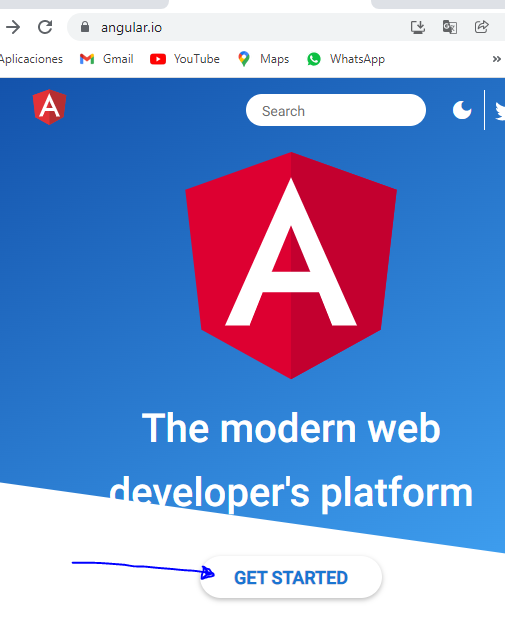 angular.io
Aplicaciones Gmail YouTube Maps WhatsApp »
A Search
A
The modern web
developer's platform
GET STARTED